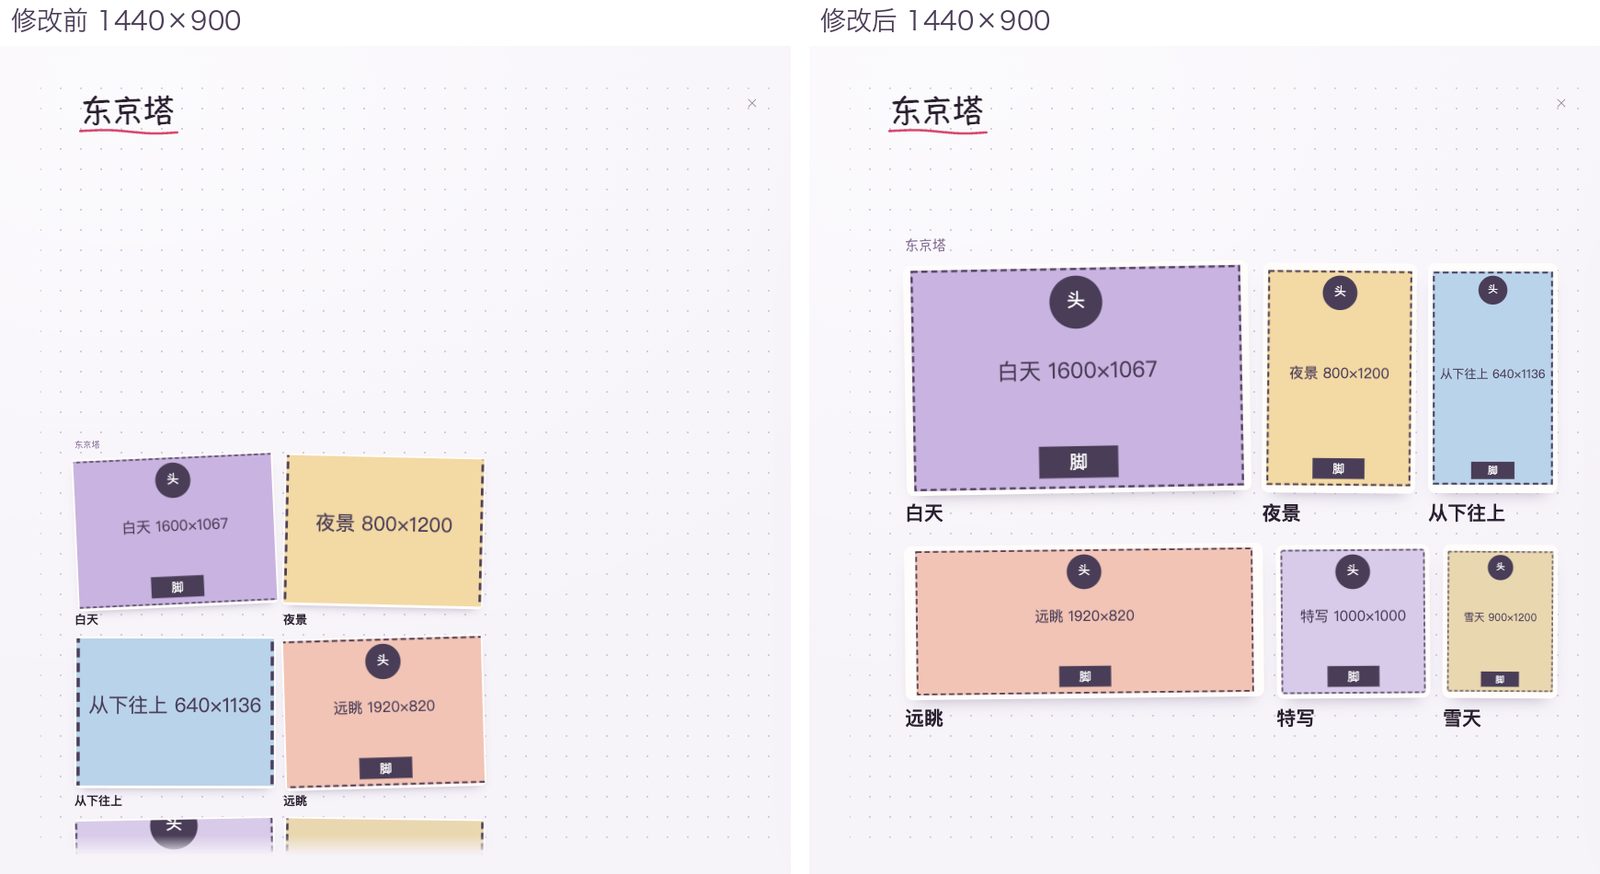 修改前 1440×900
东京塔
×
东京塔
头
白天 1600×1067
脚
白天
夜景 800×1200
夜景
从下往上 640×1136
从下往上
头
远眺 1920×820
脚
远眺
头
修改后 1440×900
东京塔
×
东京塔
头
白天 1600×1067
脚
白天
头
夜景 800×1200
脚
夜景
头
从下往上 640×1136
脚
从下往上
头
远眺 1920×820
脚
远眺
头
特写 1000×1000
脚
特写
头
雪天 900×1200
脚
雪天